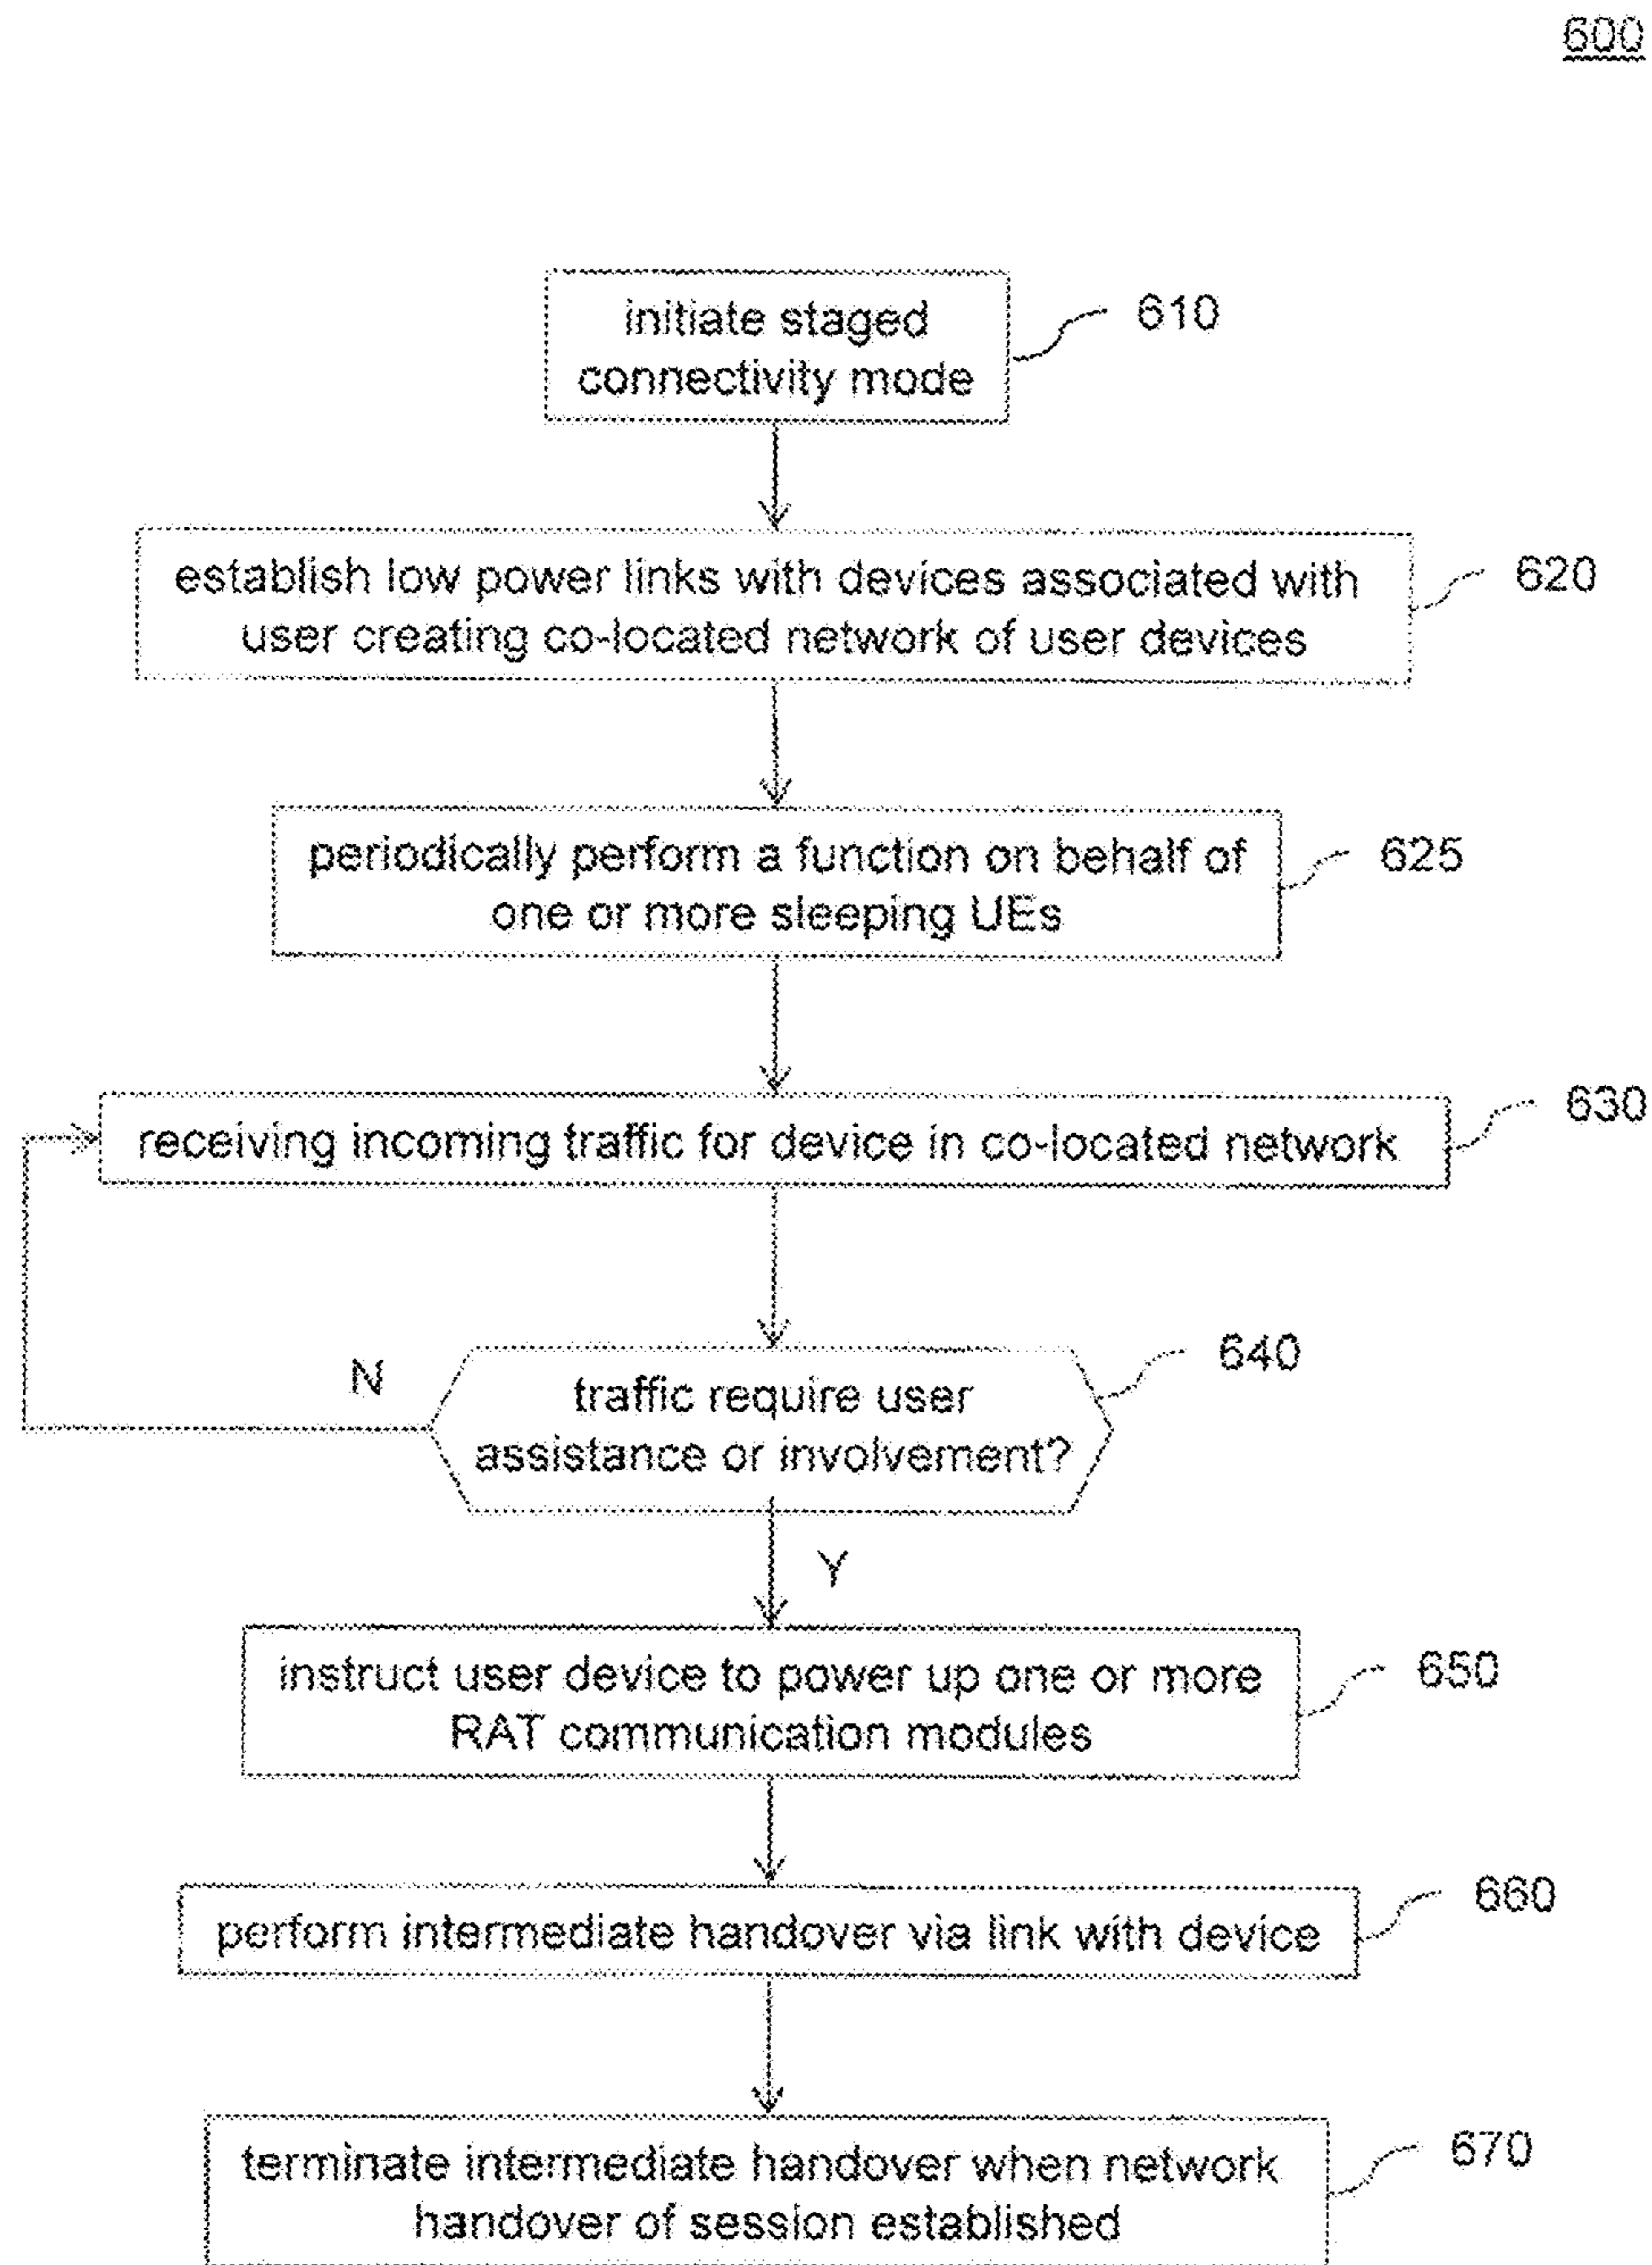 600
initiate staged
connectivity mode
610
establish low power links with devices associated with
user creating co-located network of user devices
620
periodically perform a function on behalf of
one or more sleeping UEs
625
receiving incoming traffic for device in co-located network
630
traffic require user
assistance or involvement?
640
N
Y
instruct user device to power up one or more
RAT communication modules
650
perform intermediate handover via link with device
660
terminate intermediate handover when network
handover of session established
670